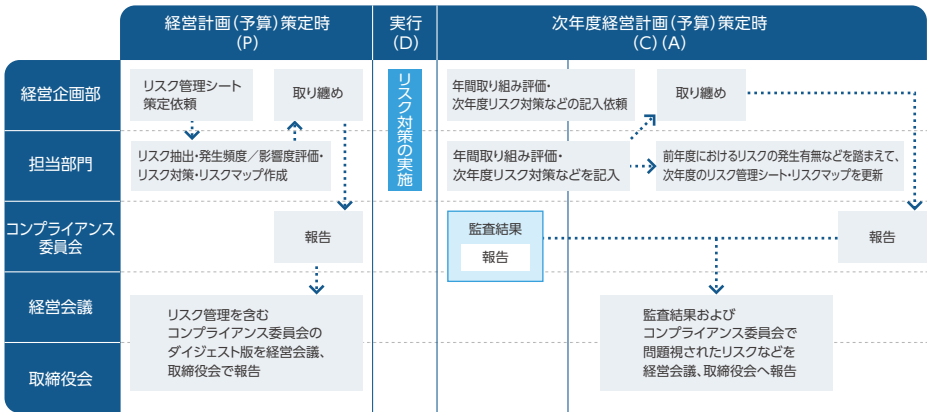 経営計画(予算)策定時
(P)
実行
(D)
次年度経営計画(予算)策定時
(C)(A)
経営企画部
リスク管理シート
策定依頼
取り纏め
リスク対策の実施
年間取り組み評価・
次年度リスク対策などの記入依頼
取り纏め
担当部門
リスク抽出・発生頻度／影響度評価・
リスク対策・リスクマップ作成
年間取り組み評価・
次年度リスク対策などを記入
前年度におけるリスクの発生有無などを踏まえて、
次年度のリスク管理シート・リスクマップを更新
コンプライアンス
委員会
報告
監査結果
報告
報告
経営会議
リスク管理を含む
コンプライアンス委員会の
ダイジェスト版を経営会議、
取締役会で報告
監査結果および
コンプライアンス委員会で
問題視されたリスクなどを
経営会議、取締役会へ報告
取締役会